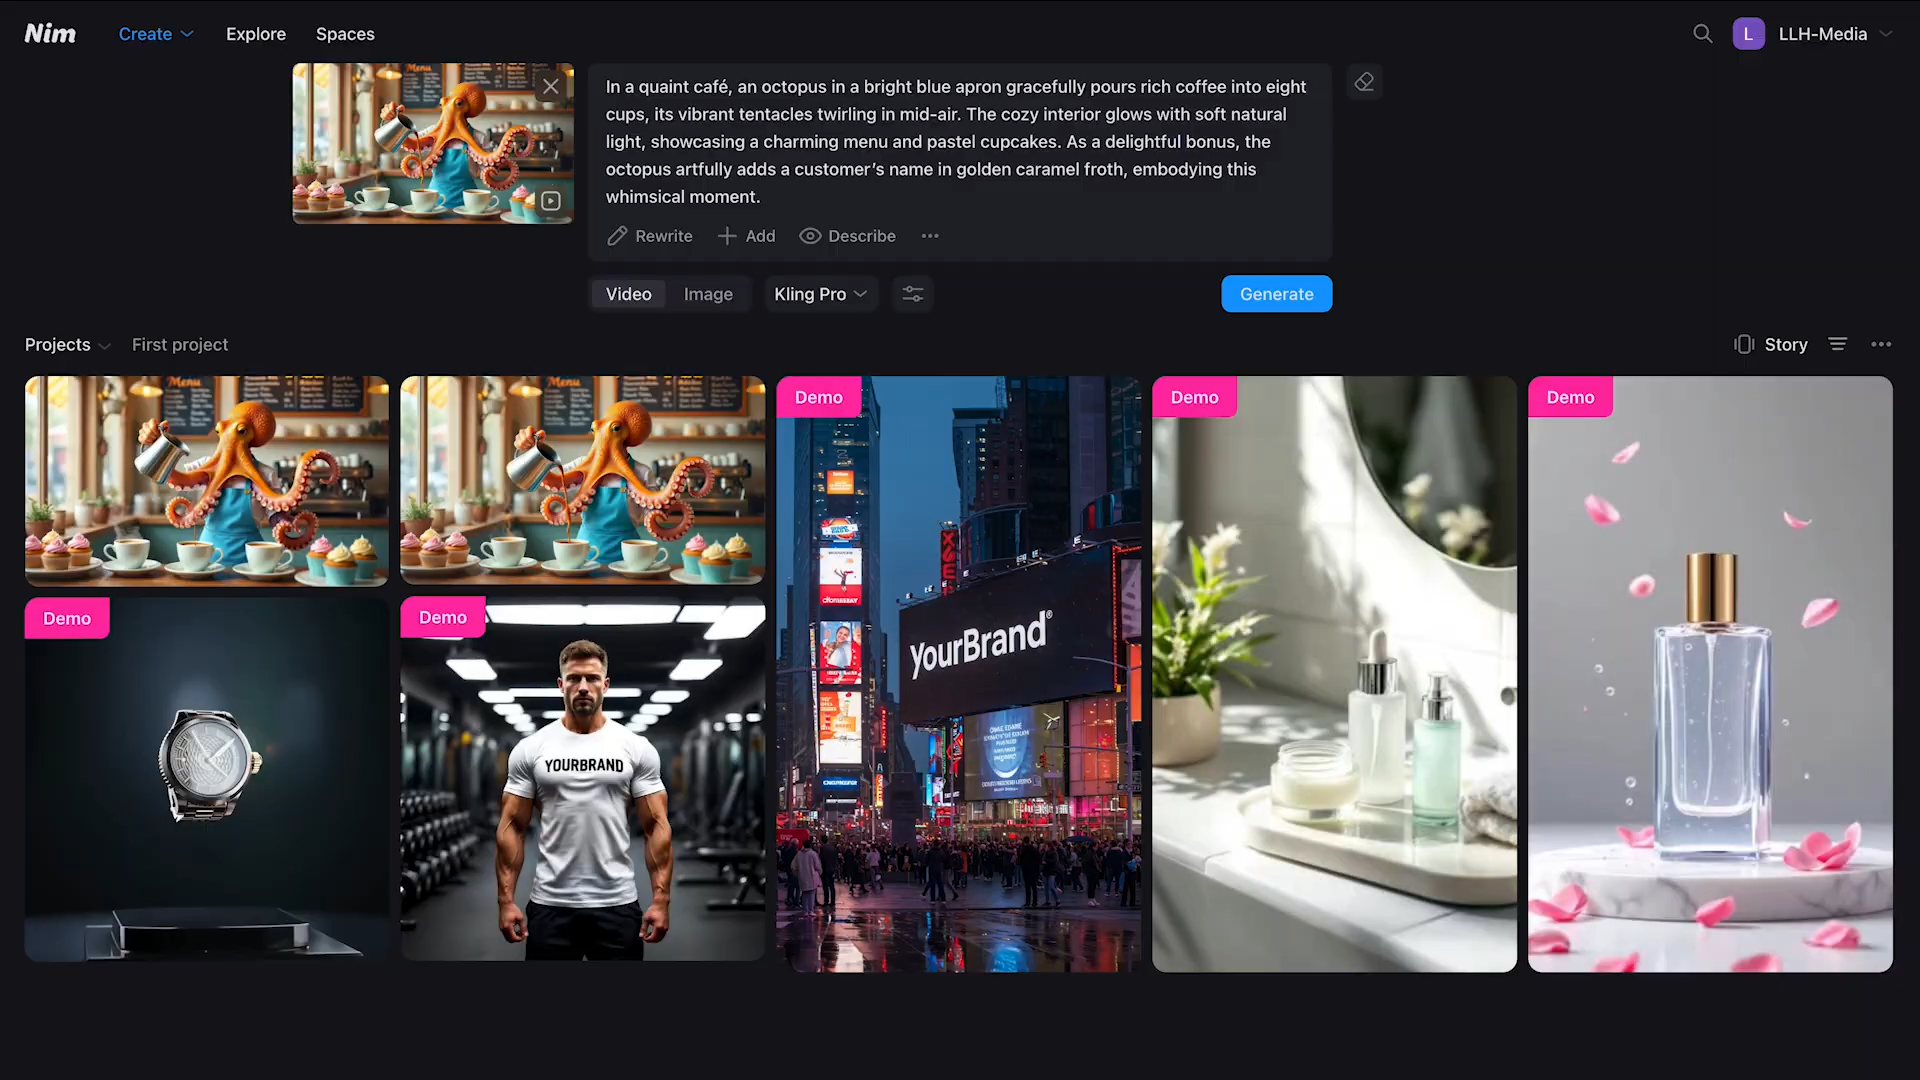 Nim
Create
Explore
Spaces
L
LLH-Media
Menu
In a quaint café, an octopus in a bright blue apron gracefully pours rich coffee into eight
cups, its vibrant tentacles twirling in mid-air. The cozy interior glows with soft natural
light, showcasing a charming menu and pastel cupcakes. As a delightful bonus, the
octopus artfully adds a customer’s name in golden caramel froth, embodying this
whimsical moment.
Rewrite
Add
Describe
Video
Image
Kling Pro
Generate
Projects
First project
Story
Menu
Menu
Demo
Demo
Demo
YourBrand®
Demo
Demo
YOURBRAND